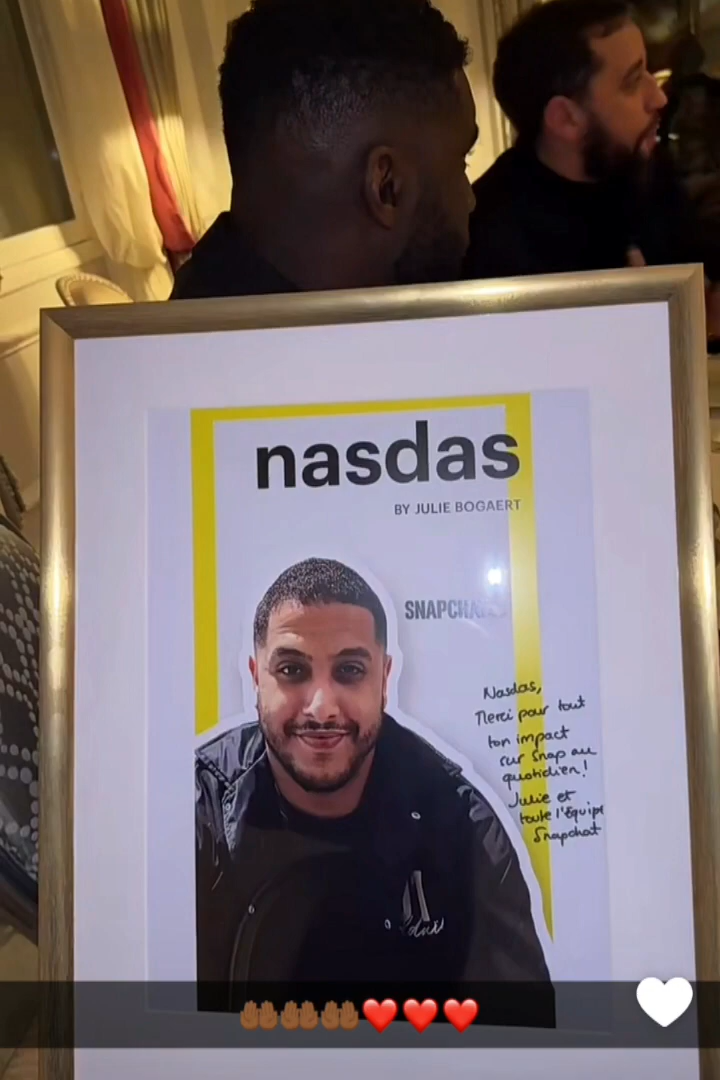 nasdas
BY JULIE BOGAERT
Nasdas,
Merci pour tout
ton impact
sur Snap au
quotidien!
Julie et
toute l'équipe
Snapchat